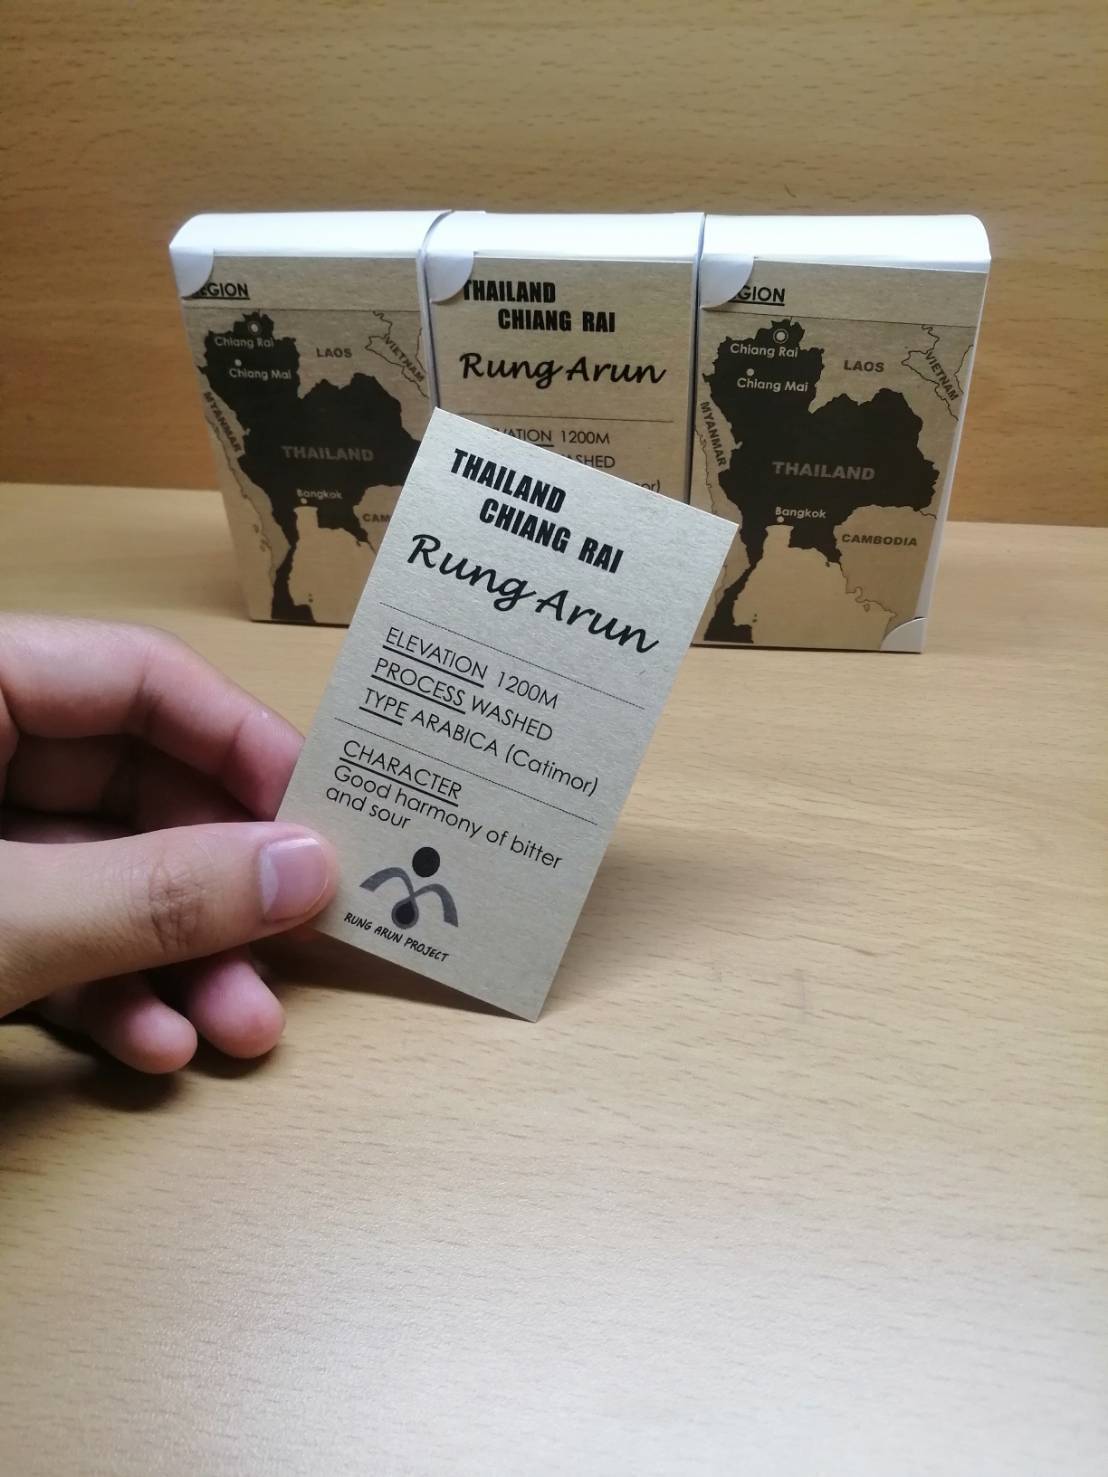 REGION
Chiang Rai
Chiang Mai
LAOS
VIETNAM
MYANMAR
THAILAND
Bangkok
CAM
THAILAND
CHIANG RAI
Rung Arun
ELEVATION 1200M
WASHED
REGION
Chiang Rai
Chiang Mai
LAOS
VIETNAM
MYANMAR
THAILAND
Bangkok
CAMBODIA
THAILAND
CHIANG RAI
Rung Arun
ELEVATION 1200M
PROCESS WASHED
TYPE ARABICA (Catimor)
CHARACTER
Good harmony of bitter
and sour
RUNG ARUN PROJECT